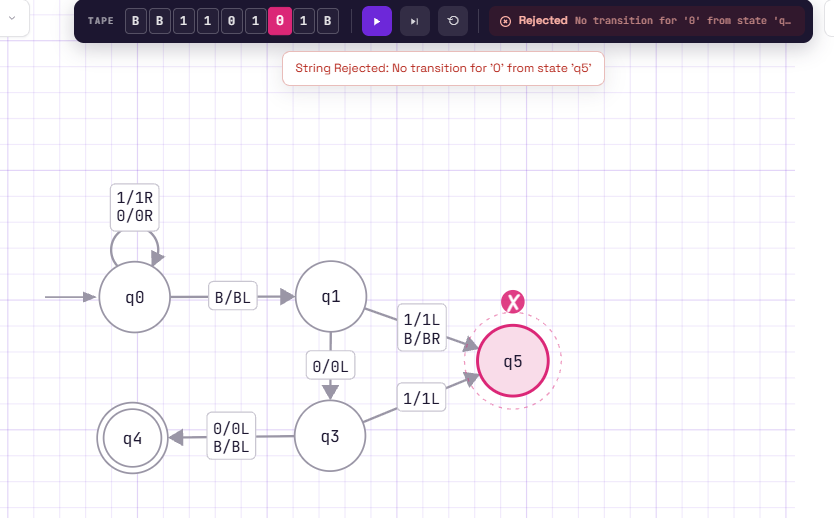 TAPE B B 1 1 0 1 0 1 B Rejected No transition for '0' from state 'q…
String Rejected: No transition for '0' from state 'q5'
1/1R
0/0R
q0
B/BL
q1
1/1L
B/BR
X
q5
0/0L
1/1L
q4
0/0L
B/BL
q3